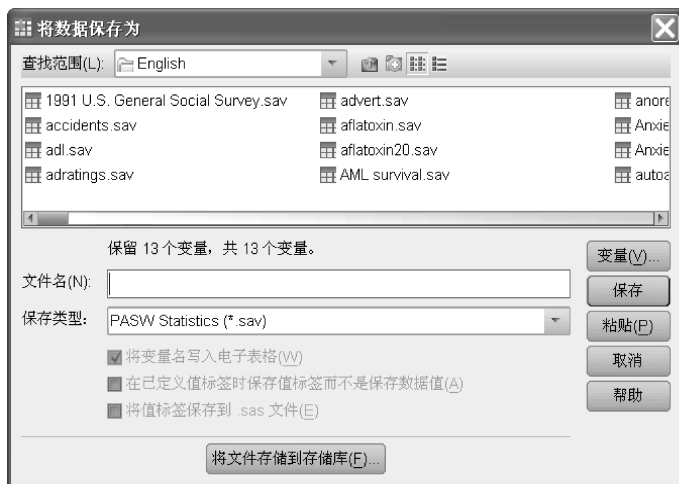 将数据保存为
查找范围(L): English
1991 U.S. General Social Survey.sav
accidents.sav
adl.sav
adratings.sav
advert.sav
aflatoxin.sav
aflatoxin20.sav
AML survival.sav
anore
Anxie
Anxie
autoa
保留 13 个变量，共 13 个变量。
变量(V)...
文件名(N):
保存
保存类型： PASW Statistics (*.sav)
粘贴(P)
将变量名写入电子表格(W)
取消
在已定义值标签时保存值标签而不是保存数据值(A)
帮助
将值标签保存到 .sas 文件(E)
将文件存储到存储库(F)...